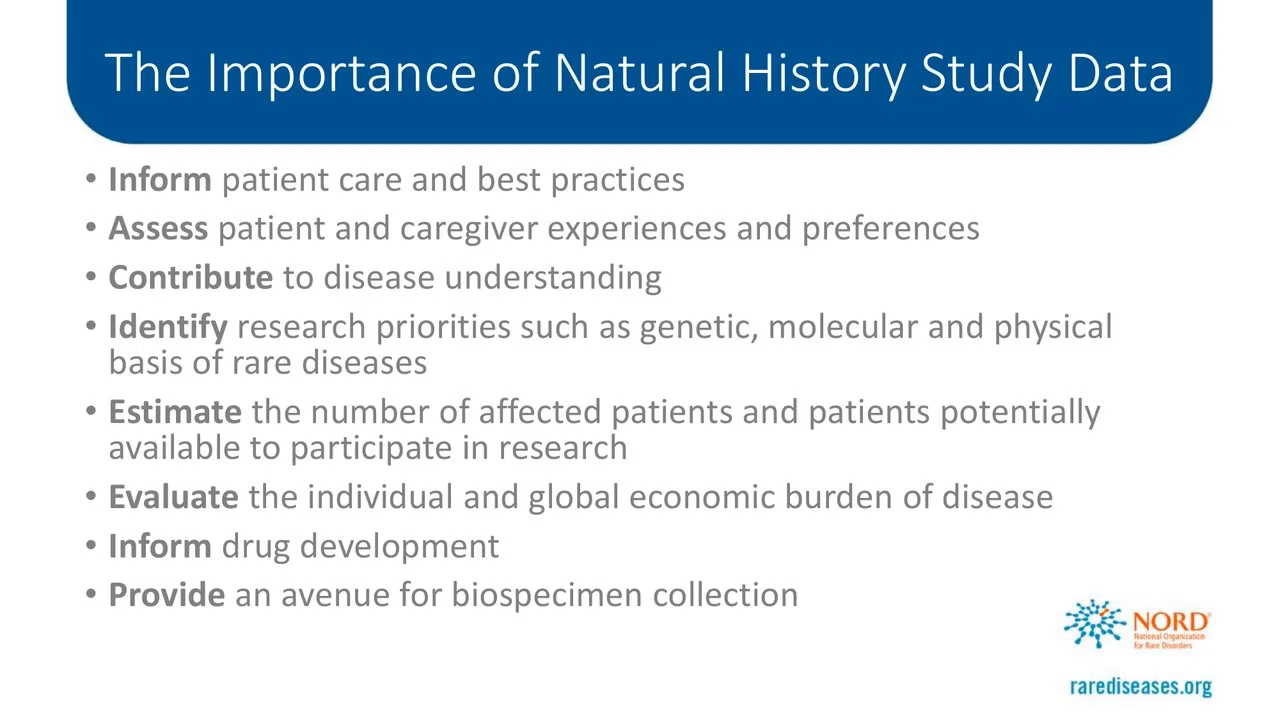 The Importance of Natural History Study Data
• Inform patient care and best practices
• Assess patient and caregiver experiences and preferences
• Contribute to disease understanding
• Identify research priorities such as genetic, molecular and physical
basis of rare diseases
• Estimate the number of affected patients and patients potentially
available to participate in research
• Evaluate the individual and global economic burden of disease
• Inform drug development
• Provide an avenue for biospecimen collection
NORD®
National Organization
for Rare Disorders
rarediseases.org